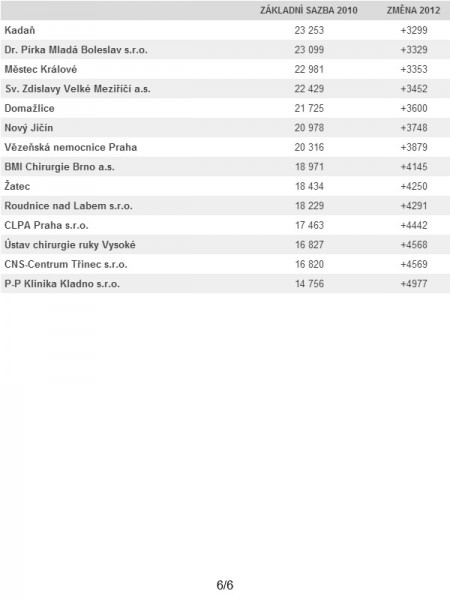 ZÁKLADNÍ SAZBA 2010 ZMĚNA 2012
Kadaň 23 253 +3299
Dr. Pírka Mladá Boleslav s.r.o. 23 099 +3329
Městec Králové 22 981 +3353
Sv. Zdislavy Velké Meziříčí a.s. 22 429 +3452
Domažlice 21 725 +3600
Nový Jičín 20 978 +3748
Vězeňská nemocnice Praha 20 316 +3879
BMI Chirurgie Brno a.s. 18 971 +4145
Žatec 18 434 +4250
Roudnice nad Labem s.r.o. 18 229 +4291
CLPA Praha s.r.o. 17 463 +4442
Ústav chirurgie ruky Vysoké 16 827 +4568
CNS-Centrum Třinec s.r.o. 16 820 +4569
P-P Klinika Kladno s.r.o. 14 756 +4977
6/6